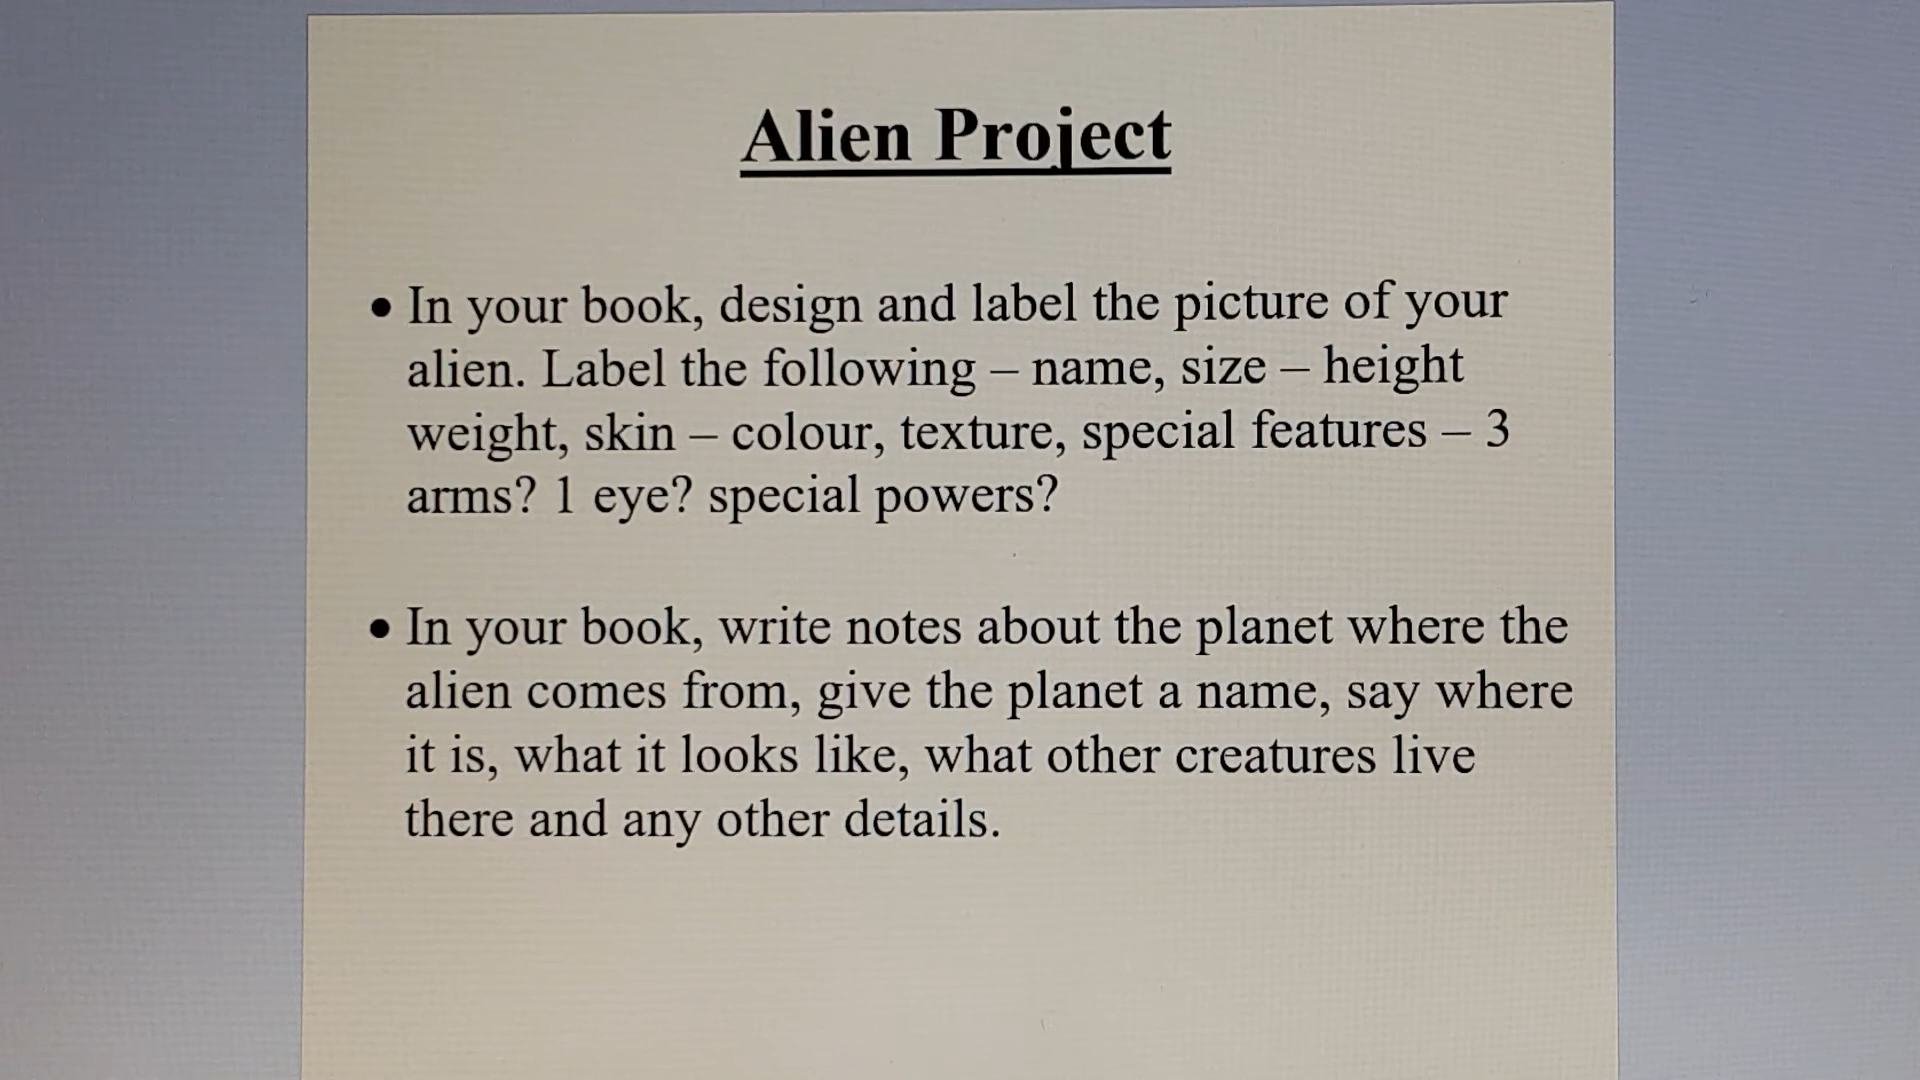 Alien Project
• In your book, design and label the picture of your
alien. Label the following – name, size – height
weight, skin – colour, texture, special features – 3
arms? 1 eye? special powers?
• In your book, write notes about the planet where the
alien comes from, give the planet a name, say where
it is, what it looks like, what other creatures live
there and any other details.